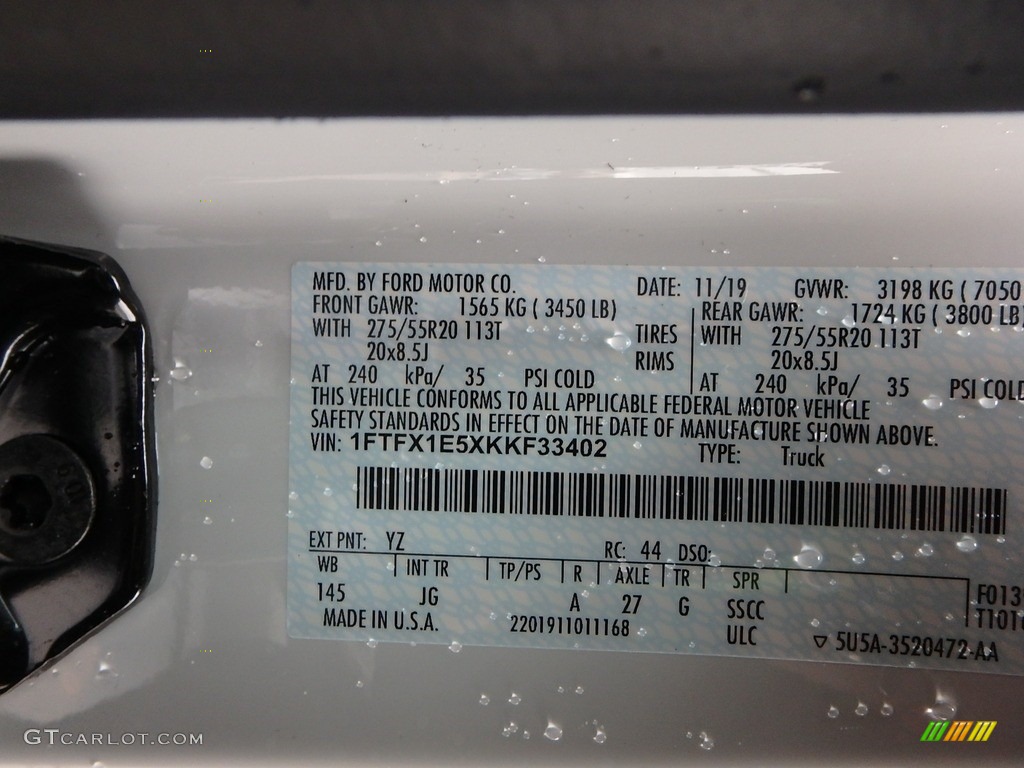 MFD. BY FORD MOTOR CO. DATE: 11/19 GVWR: 3198 KG ( 7050
FRONT GAWR: 1565 KG ( 3450 LB) REAR GAWR: 1724 KG ( 3800 LB)
WITH 275/55R20 113T TIRES WITH 275/55R20 113T
20x8.5J RIMS 20x8.5J
AT 240 kPa/ 35 PSI COLD AT 240 kPa/ 35 PSI COLD
THIS VEHICLE CONFORMS TO ALL APPLICABLE FEDERAL MOTOR VEHICLE
SAFETY STANDARDS IN EFFECT ON THE DATE OF MANUFACTURE SHOWN ABOVE.
VIN: 1FTFX1E5XKKF33402 TYPE: Truck
EXT PNT: YZ RC: 44 DSO:
WB INT TR TP/PS R AXLE TR SPR
145 JG A 27 G SSCC F013
ULC T101
MADE IN U.S.A. 2201911011168 ▽ 5U5A-3520472-AA
GTCARLOT.COM